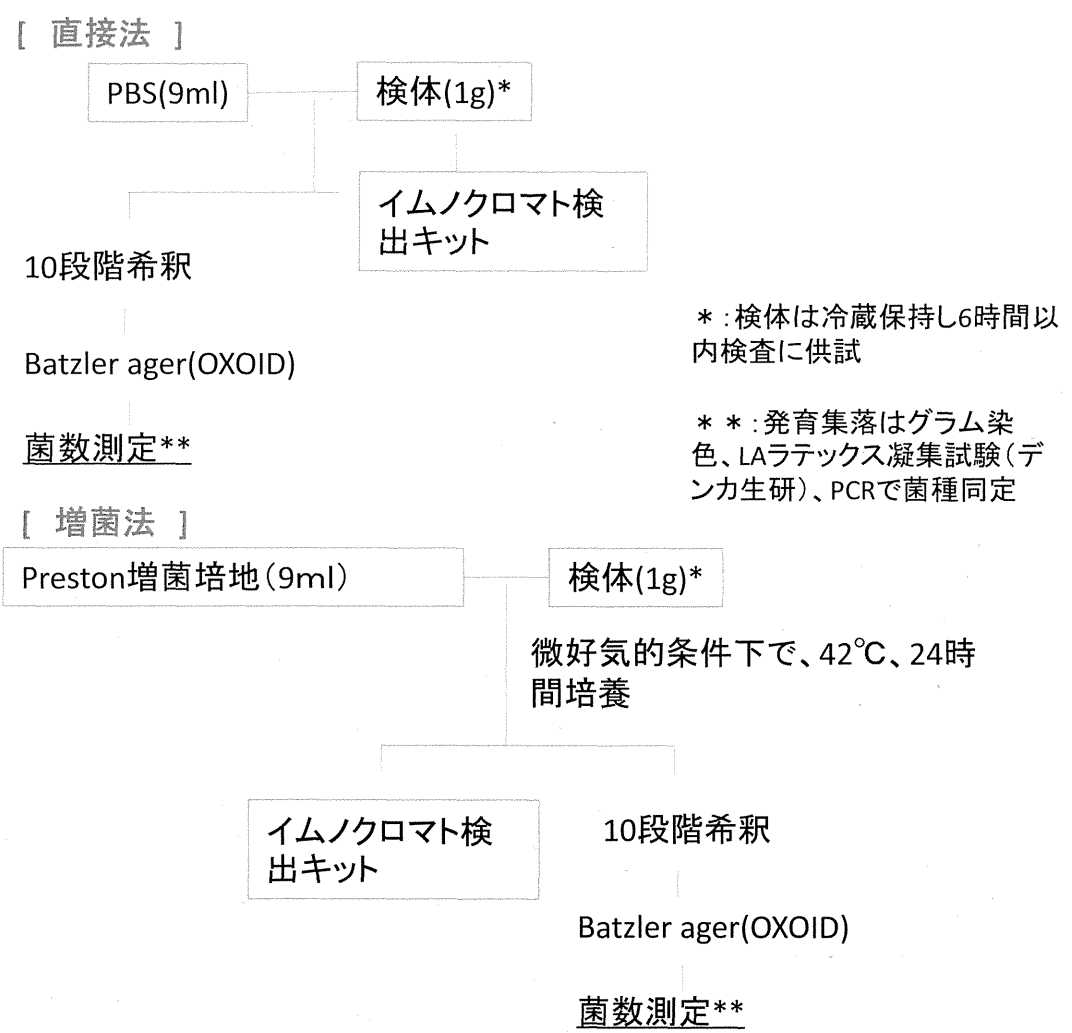 [ 直接法 ]
PBS(9ml)
検体(1g)*
イムノクロマト検
出キット
10段階希釈
Batzler ager(OXOID)
菌数測定**
＊：検体は冷蔵保持し6時間以
内検査に供試
＊＊：発育集落はグラム染
色、LAラテックス凝集試験（デ
ンカ生研）、PCRで菌種同定
[ 増菌法 ]
Preston増菌培地（9ml）
検体(1g)*
微好気的条件下で、42℃、24時
間培養
イムノクロマト検
出キット
10段階希釈
Batzler ager(OXOID)
菌数測定**